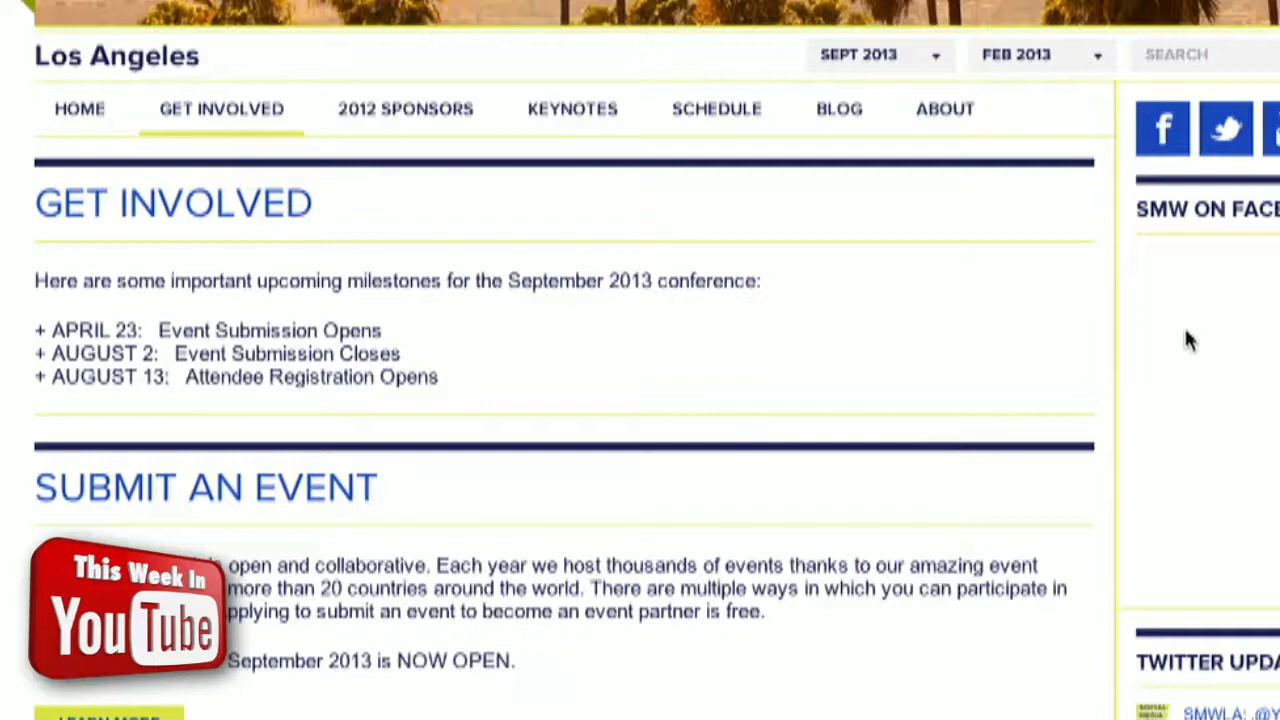 Los Angeles
SEPT 2013
FEB 2013
SEARCH
HOME
GET INVOLVED
2012 SPONSORS
KEYNOTES
SCHEDULE
BLOG
ABOUT
f
GET INVOLVED
SMW ON FACE
Here are some important upcoming milestones for the September 2013 conference:
+ APRIL 23: Event Submission Opens
+ AUGUST 2: Event Submission Closes
+ AUGUST 13: Attendee Registration Opens
SUBMIT AN EVENT
open and collaborative. Each year we host thousands of events thanks to our amazing event
more than 20 countries around the world. There are multiple ways in which you can participate in
pplying to submit an event to become an event partner is free.
September 2013 is NOW OPEN.
This Week In
YouTube
TWITTER UPDA
SMWLA: .@Y
LEARN MORE